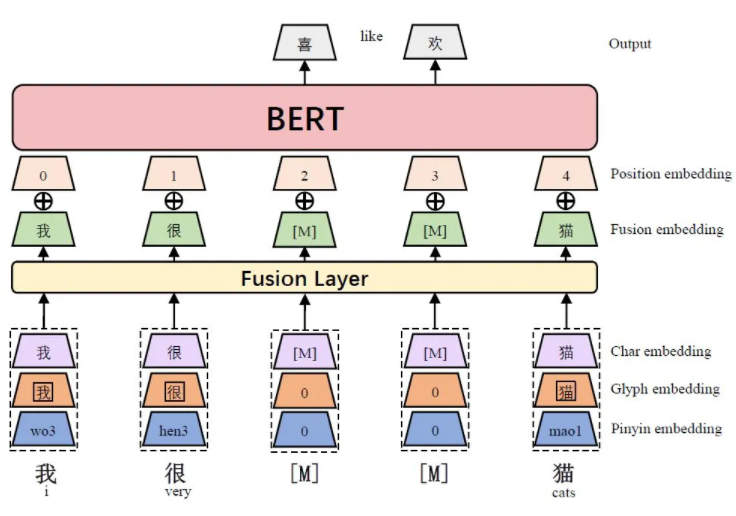 喜 like 欢 Output
BERT
0 1 2 3 4 Position embedding
我 很 [M] [M] 猫 Fusion embedding
Fusion Layer
我 很 [M] [M] 猫 Char embedding
我 很 0 0 猫 Glyph embedding
wo3 hen3 0 0 mao1 Pinyin embedding
我 很 [M] [M] 猫
i very cats